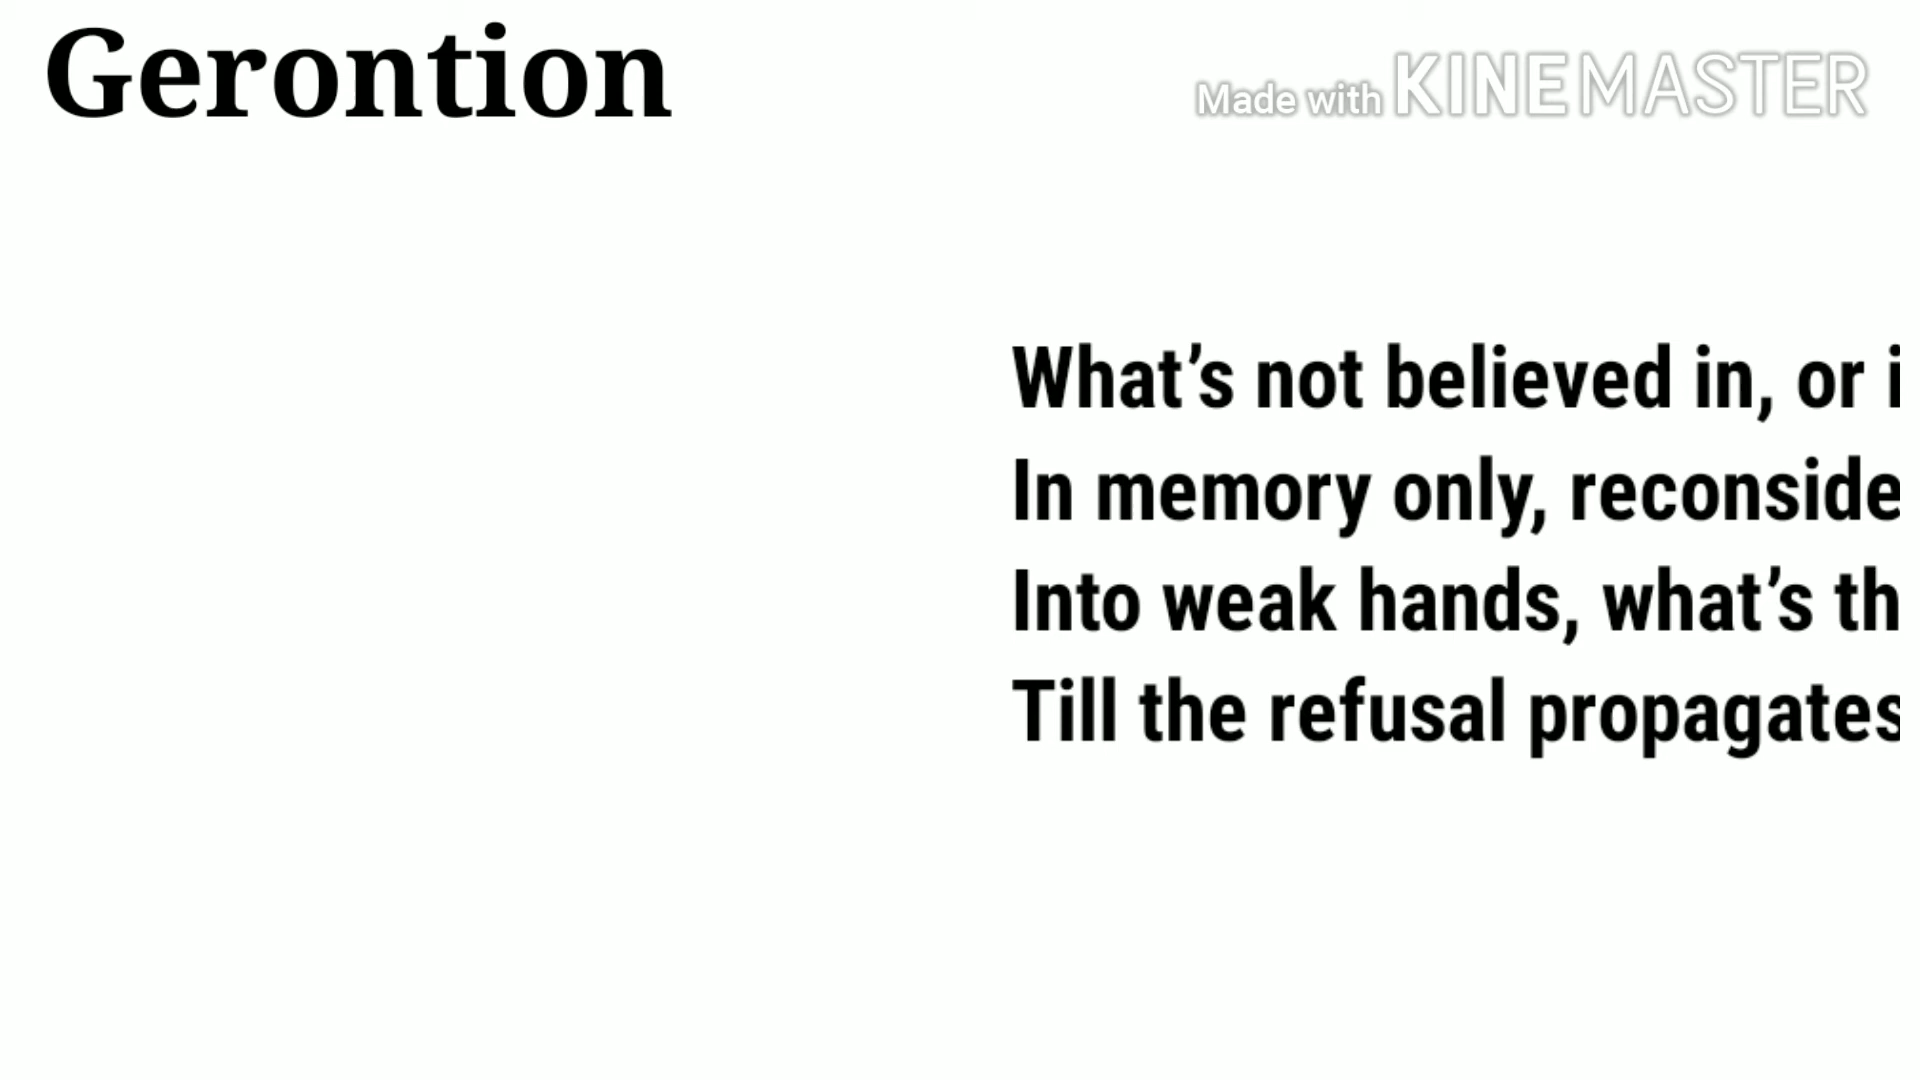 Gerontion
Made with KINEMASTER
What’s not believed in, or i
In memory only, reconside
Into weak hands, what’s th
Till the refusal propagates